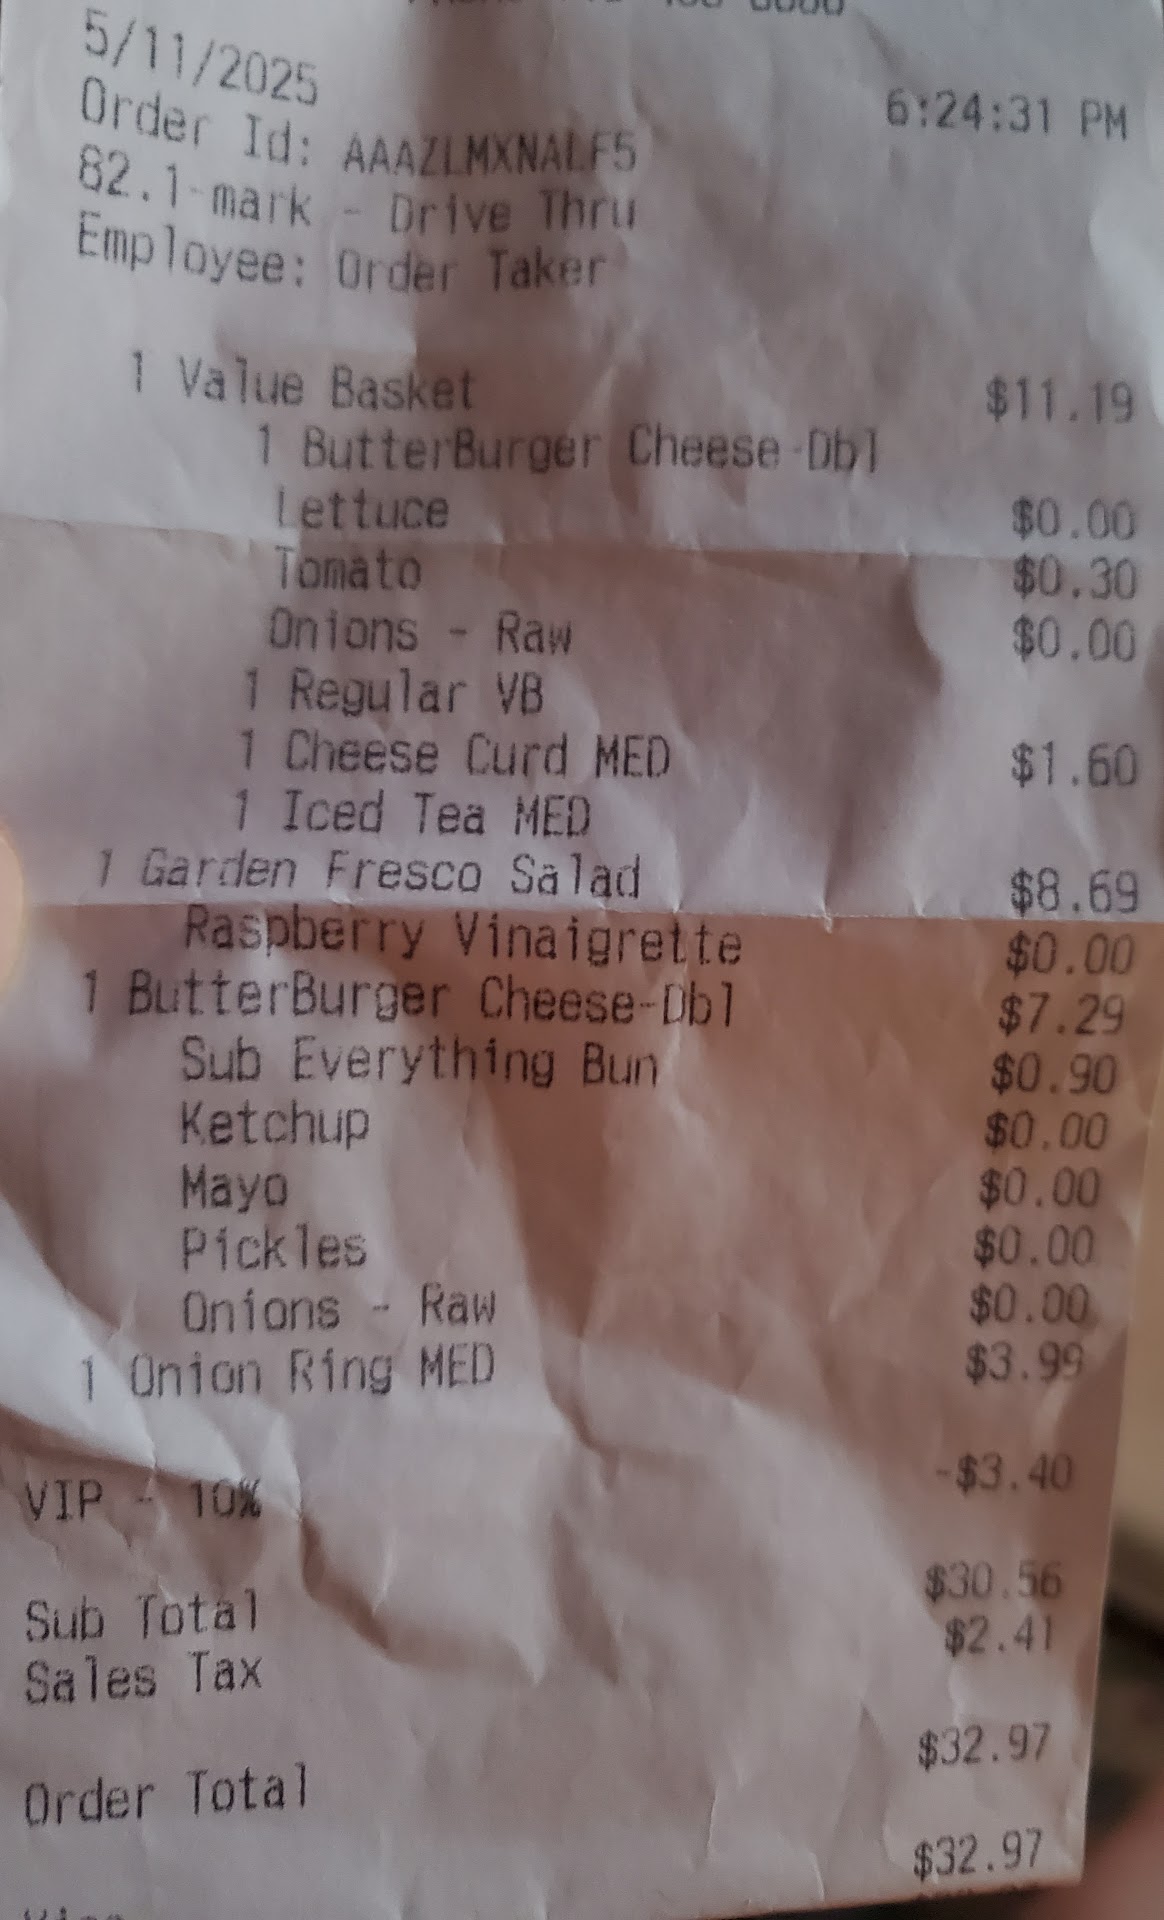 5/11/2025 6:24:31 PM
Order Id: AAAZLMXNALF5
82.1-mark - Drive Thru
Employee: Order Taker
1 Value Basket $11.19
1 ButterBurger Cheese-Dbl
Lettuce $0.00
Tomato $0.30
Onions - Raw $0.00
1 Regular VB
1 Cheese Curd MED $1.60
1 Iced Tea MED
1 Garden Fresco Salad $8.69
Raspberry Vinaigrette $0.00
1 ButterBurger Cheese-Dbl $7.29
Sub Everything Bun $0.90
Ketchup $0.00
Mayo $0.00
Pickles $0.00
Onions - Raw $0.00
1 Onion Ring MED $3.99
VIP - 10% -$3.40
Sub Total $30.56
Sales Tax $2.41
Order Total $32.97
$32.97